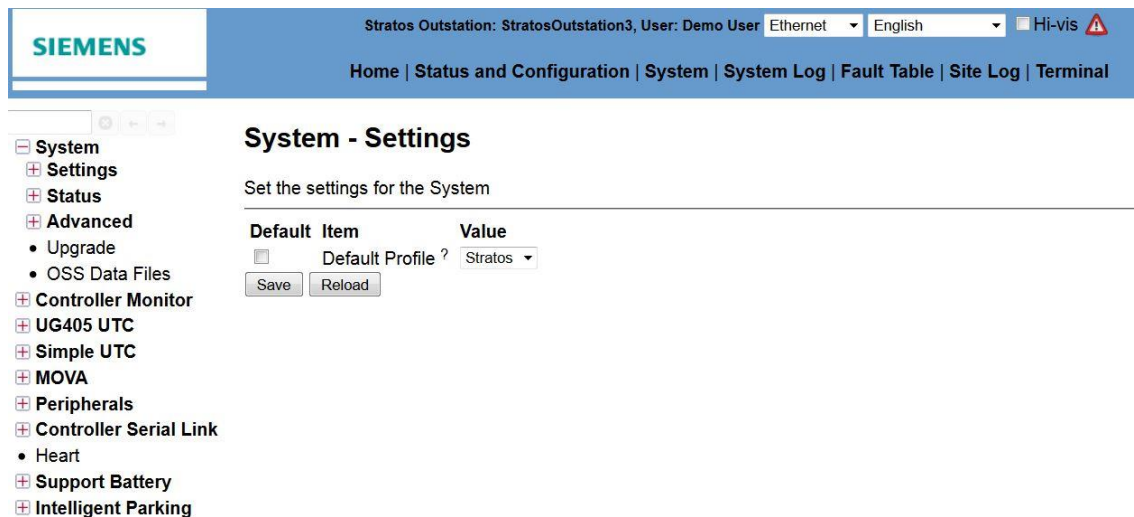 SIEMENS
Stratos Outstation: StratosOutstation3, User: Demo User Ethernet English Hi-vis
Home | Status and Configuration | System | System Log | Fault Table | Site Log | Terminal
System
Settings
Status
Advanced
• Upgrade
• OSS Data Files
Controller Monitor
UG405 UTC
Simple UTC
MOVA
Peripherals
Controller Serial Link
• Heart
Support Battery
Intelligent Parking
System - Settings
Set the settings for the System
Default Item Value
Default Profile ? Stratos
Save Reload